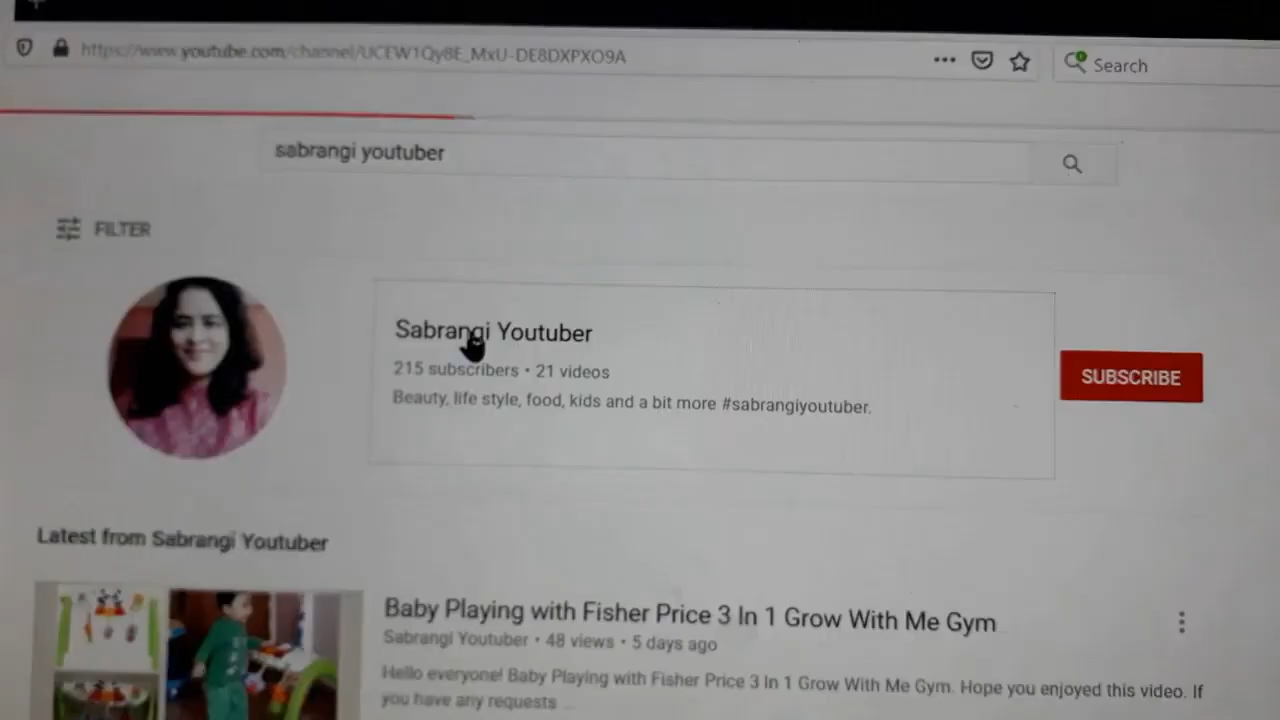 https://www.youtube.com/channel/UCEW1Qy8E_MxU-DE8DXPXO9A
Search
sabrangi youtuber
FILTER
Sabrangi Youtuber
215 subscribers • 21 videos
Beauty, life style, food, kids and a bit more #sabrangiyoutuber.
SUBSCRIBE
Latest from Sabrangi Youtuber
Baby Playing with Fisher Price 3 In 1 Grow With Me Gym
Sabrangi Youtuber • 48 views • 5 days ago
Hello everyone! Baby Playing with Fisher Price 3 In 1 Grow With Me Gym. Hope you enjoyed this video. If
you have any requests ...